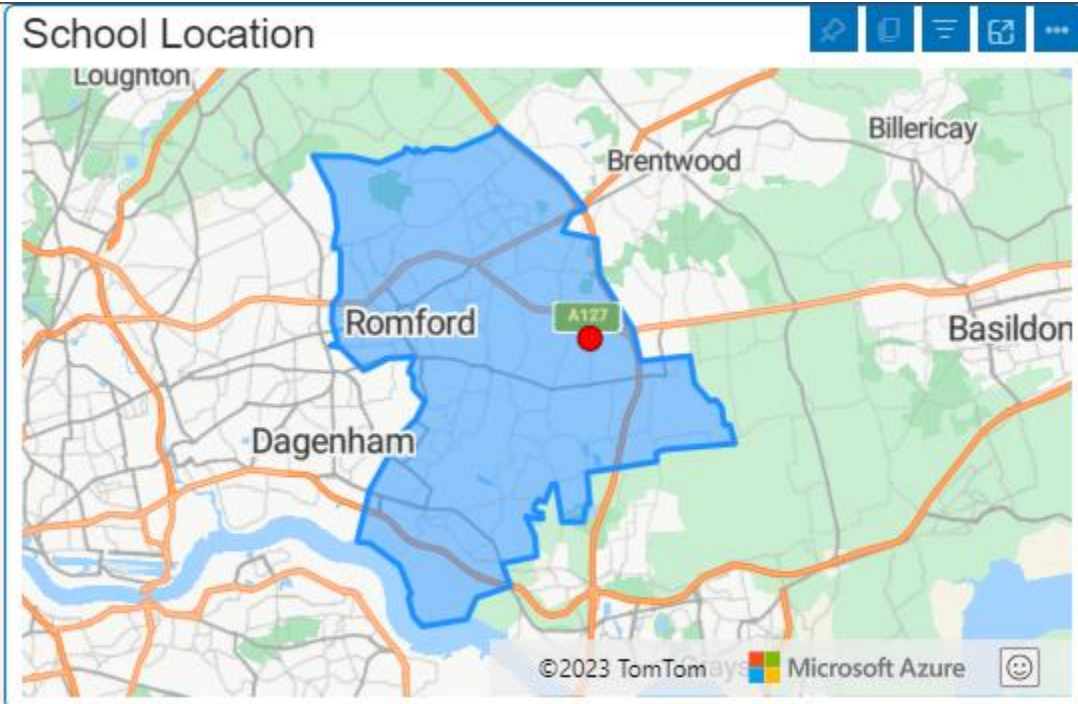 School Location
Loughton
Billericay
Brentwood
A127
Romford
Basildon
Dagenham
©2023 TomTom
Microsoft Azure